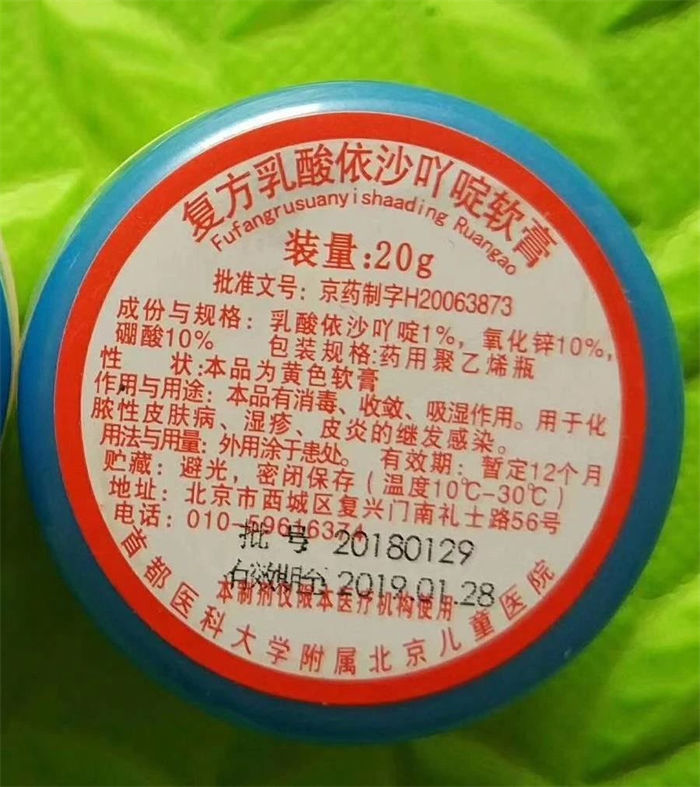 复方乳酸依沙吖啶软膏
Fufangrusuanyishaading Ruangao
装量:20g
批准文号：京药制字H20063873
成份与规格：乳酸依沙吖啶1%，氧化锌10%，
硼酸10% 包装规格:药用聚乙烯瓶
性 状:本品为黄色软膏
作用与用途：本品有消毒、收敛、吸湿作用。用于化
脓性皮肤病、湿疹、皮炎的继发感染。
用法与用量：外用涂于患处。 有效期：暂定12个月
贮藏：避光，密闭保存（温度10℃-30℃）
地址：北京市西城区复兴门南礼士路56号
电话：010-59616374
批 号 20180129
有效期至 2019.01.28
本制剂仅限本医疗机构使用
首都医科大学附属北京儿童医院